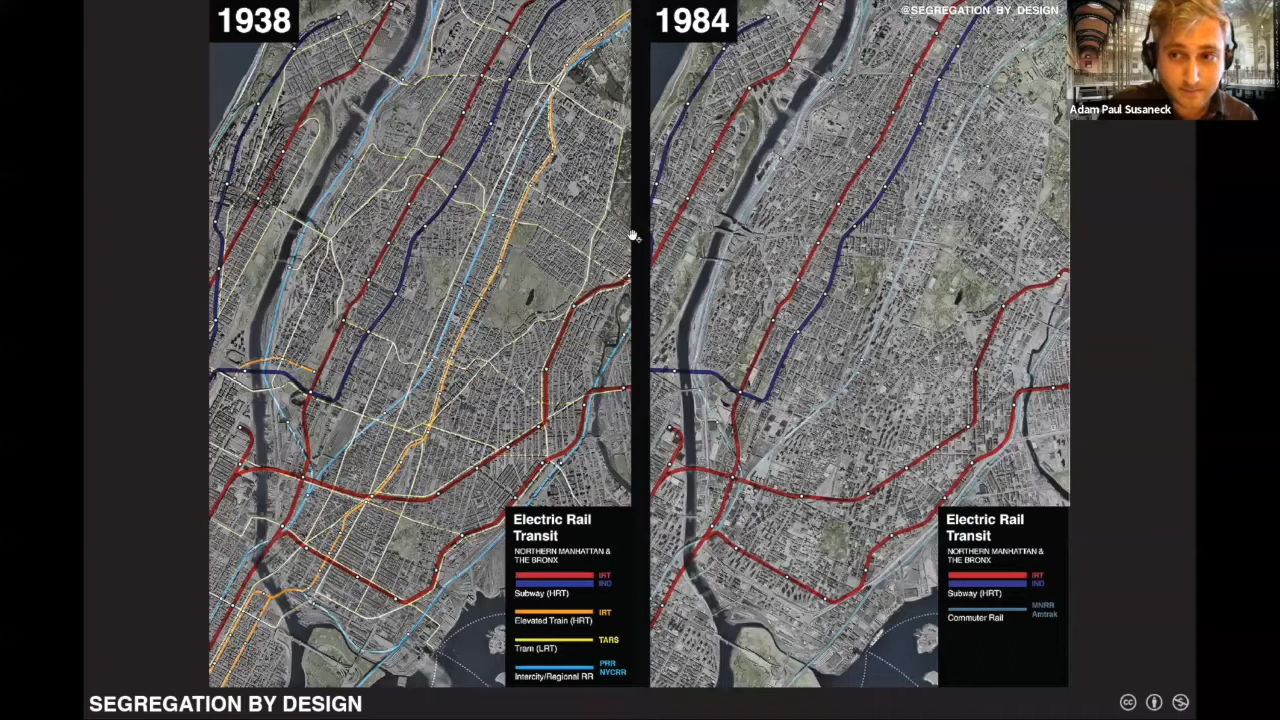 1938
1984
@SEGREGATION_BY_DESIGN
Adam Paul Susaneck
Electric Rail
Transit
NORTHERN MANHATTAN &
THE BRONX
IRT
IND
Subway (HRT)
IRT
Elevated Train (HRT)
TARS
Tram (LRT)
PRR
NYCRR
Intercity/Regional RR
Electric Rail
Transit
NORTHERN MANHATTAN &
THE BRONX
IRT
IND
Subway (HRT)
MNRR
Amtrak
Commuter Rail
SEGREGATION BY DESIGN
cc